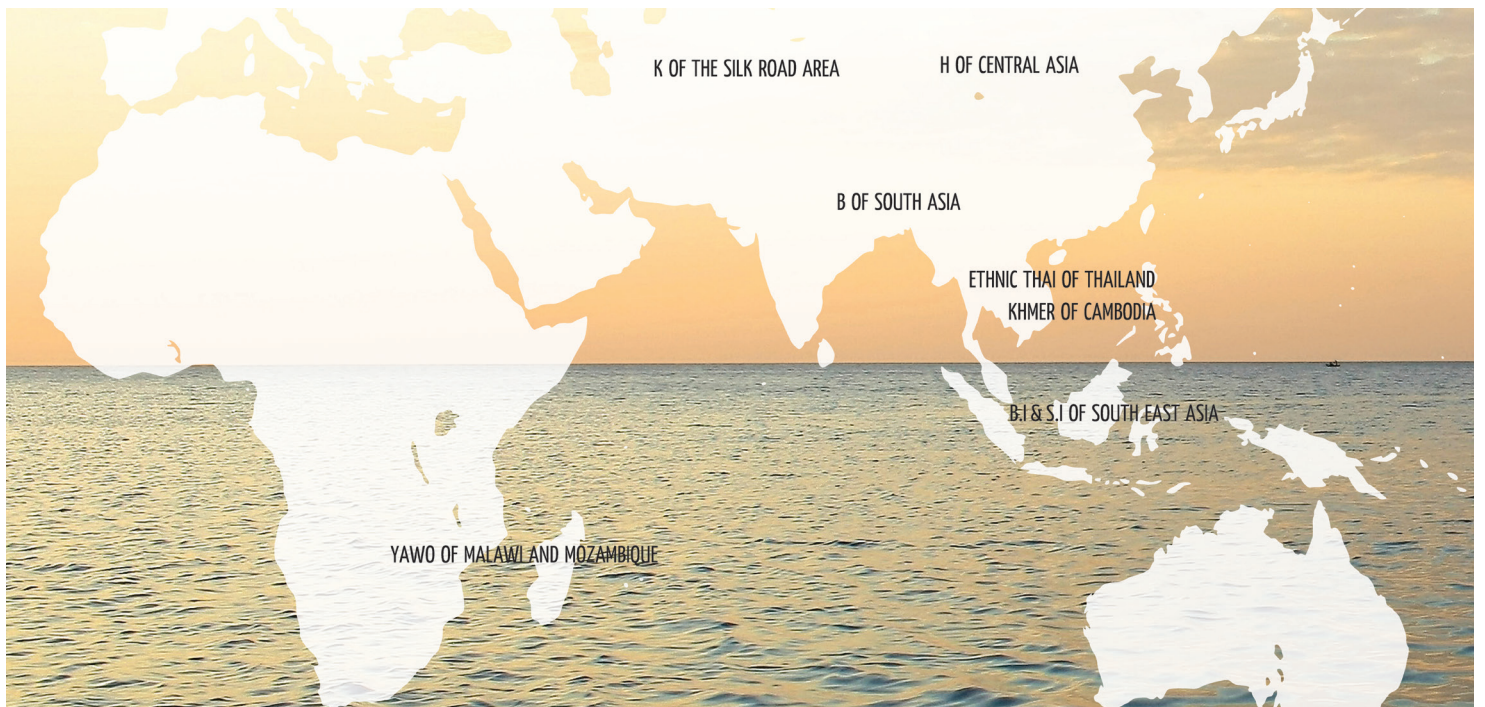 K OF THE SILK ROAD AREA
H OF CENTRAL ASIA
B OF SOUTH ASIA
ETHNIC THAI OF THAILAND
KHMER OF CAMBODIA
B.I & S.I OF SOUTH EAST ASIA
YAWO OF MALAWI AND MOZAMBIQUE